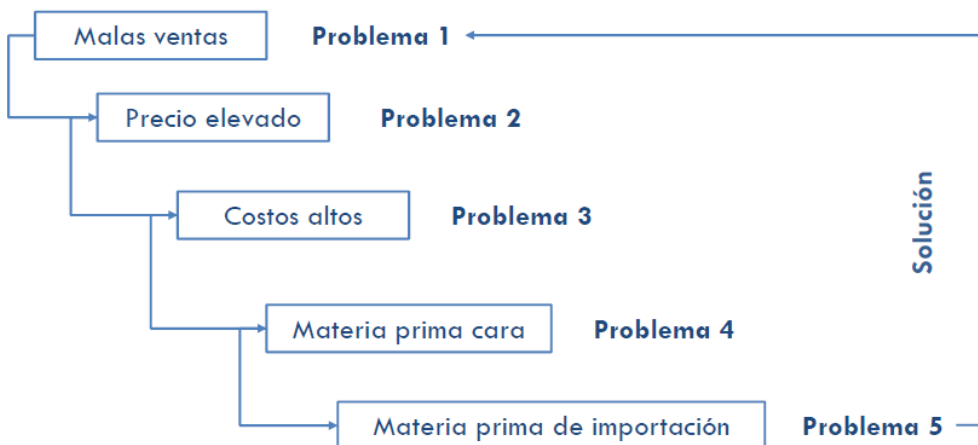 Malas ventas Problema 1
Precio elevado Problema 2
Costos altos Problema 3
Solución
Materia prima cara Problema 4
Materia prima de importación Problema 5